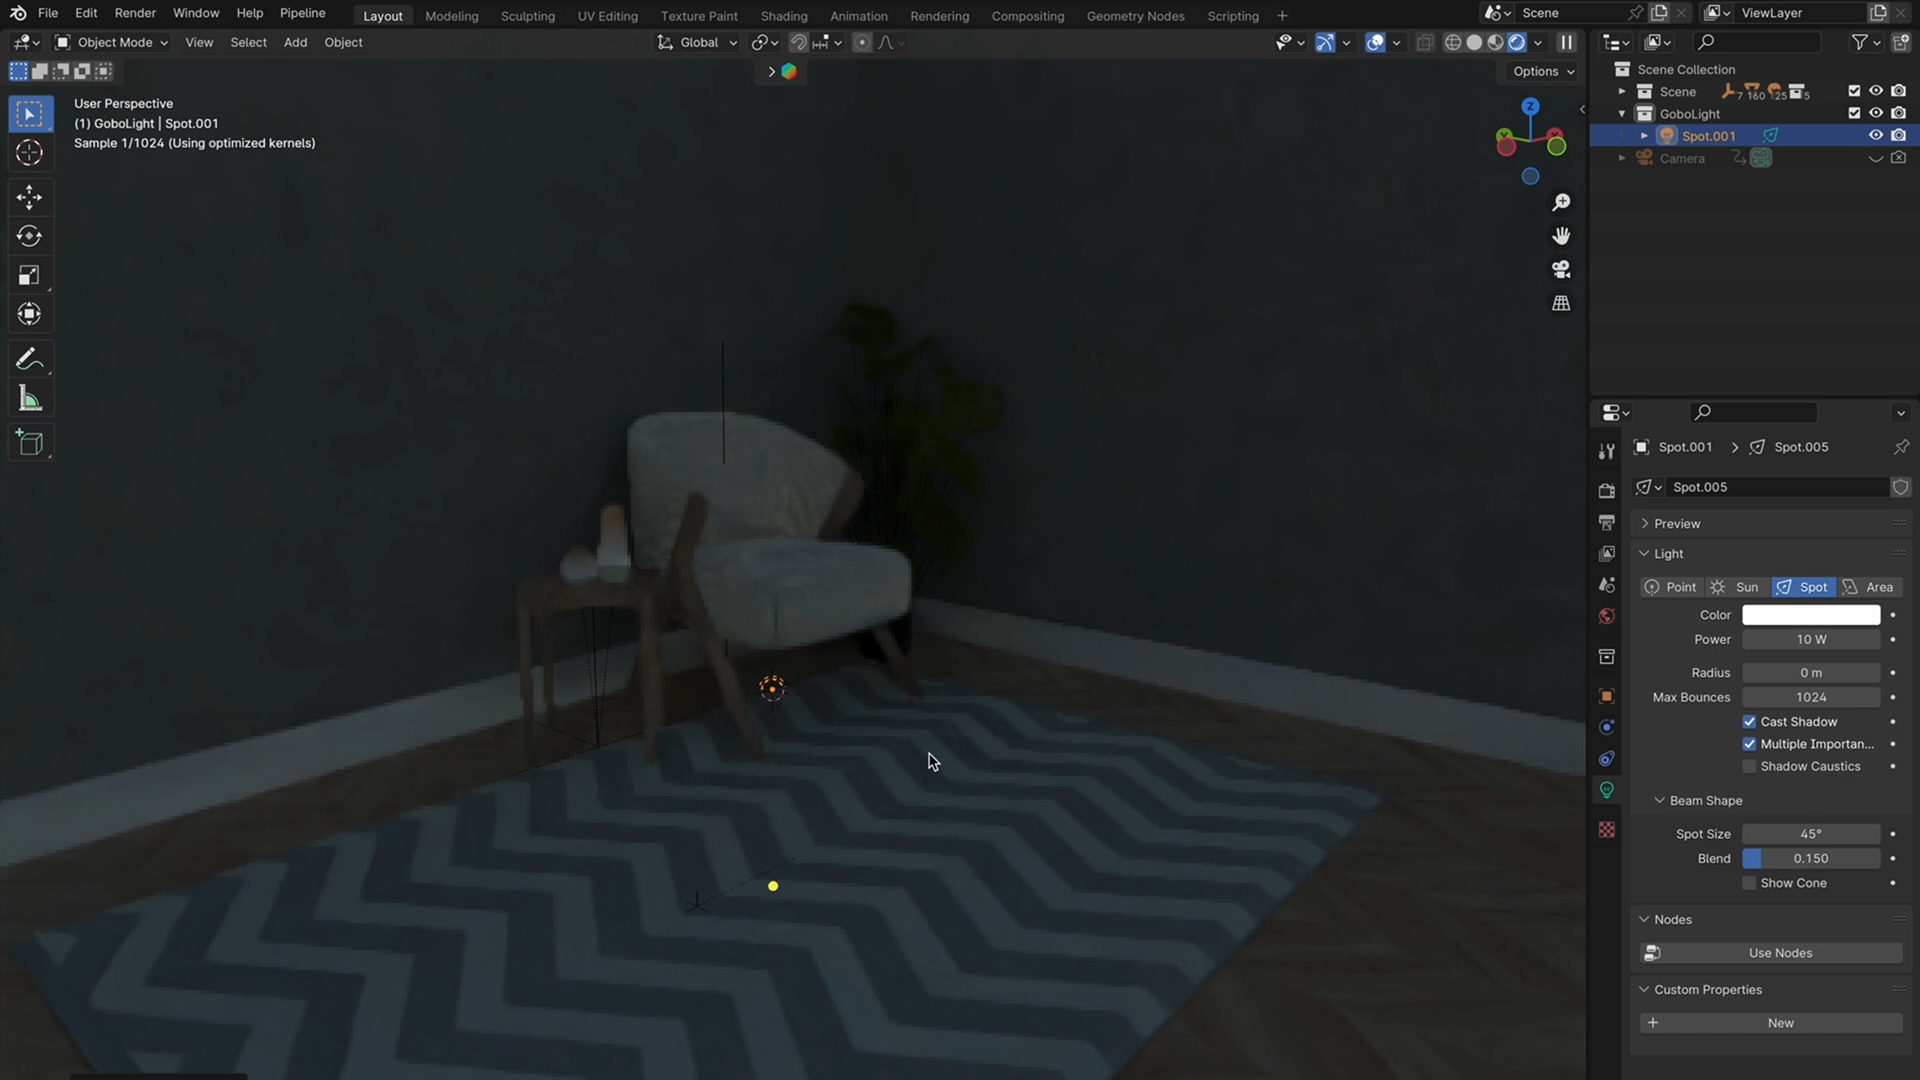 File Edit Render Window Help Pipeline Layout Modeling Sculpting UV Editing Texture Paint Shading Animation Rendering Compositing Geometry Nodes Scripting + Scene ViewLayer
Object Mode View Select Add Object Global
Options
User Perspective
(1) GoboLight | Spot.001
Sample 1/1024 (Using optimized kernels)
Z
Y
X
Scene Collection
Scene 7 160 25 5
GoboLight
Spot.001
Camera
Spot.001 > Spot.005
Spot.005
Preview
Light
Point Sun Spot Area
Color
Power 10 W
Radius 0 m
Max Bounces 1024
Cast Shadow
Multiple Importan...
Shadow Caustics
Beam Shape
Spot Size 45°
Blend 0.150
Show Cone
Nodes
Use Nodes
Custom Properties
+ New